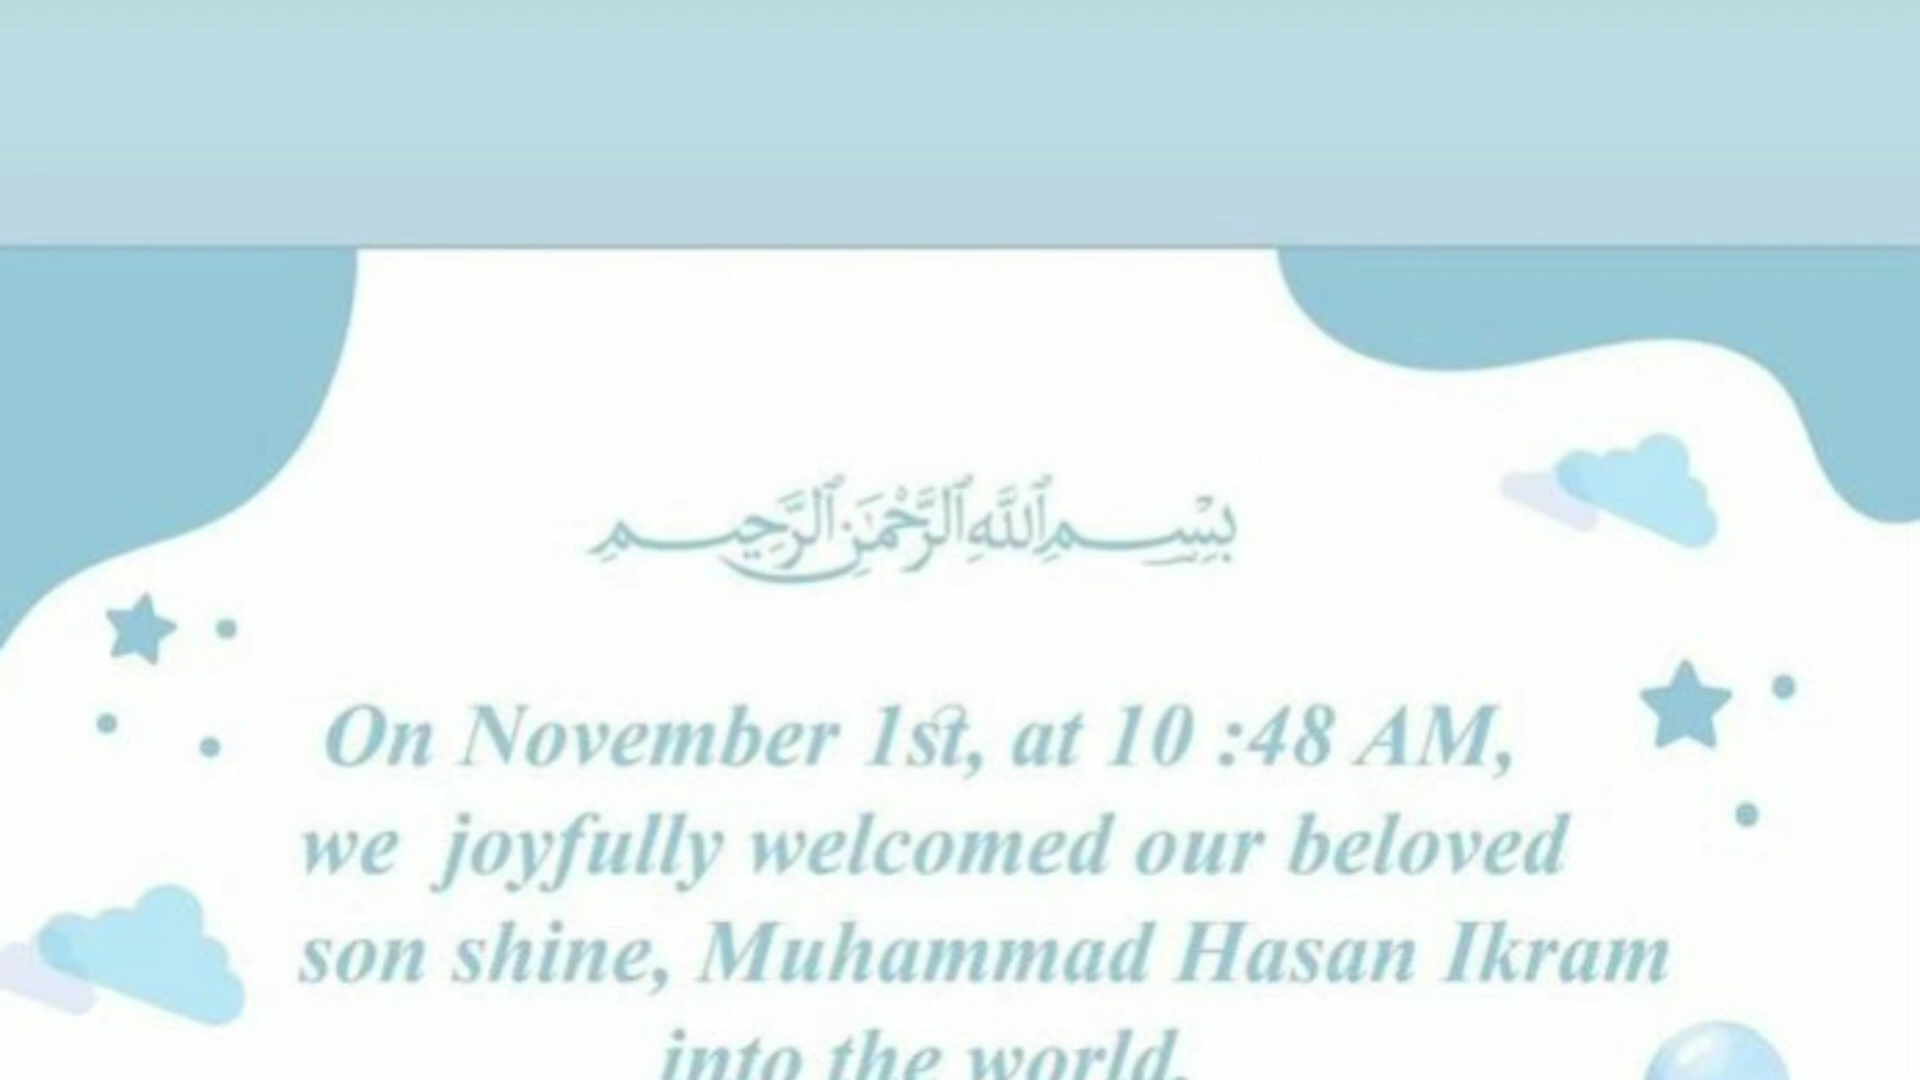 بِسْمِ ٱللَّهِ ٱلرَّحْمَٰنِ ٱلرَّحِيمِ
On November 1st, at 10 :48 AM,
we joyfully welcomed our beloved
son shine, Muhammad Hasan Ikram
into the world.